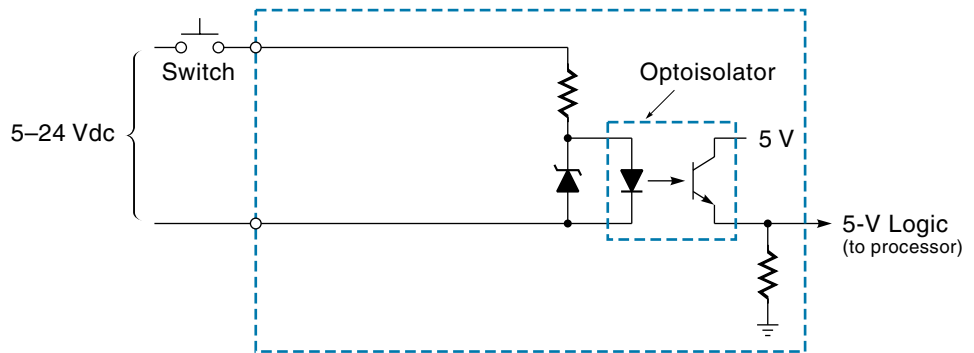 Switch
Optoisolator
5–24 Vdc
5 V
5-V Logic
(to processor)